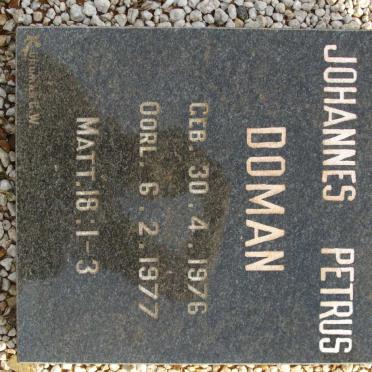 JOHANNES PETRUS
DOMAN
GEB. 30.4.1976
OORL. 6.2.1977
MATT.18:1-3